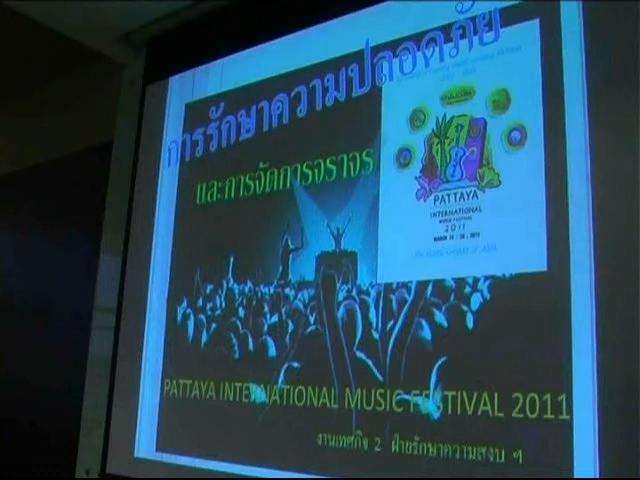 การรักษาความปลอดภัย
และการจัดการจราจร
PATTAYA
INTERNATIONAL
MUSIC FESTIVAL
2011
PATTAYA INTERNATIONAL MUSIC FESTIVAL 2011
งานเทศกิจ 2 ฝ่ายรักษาความสงบ ฯ